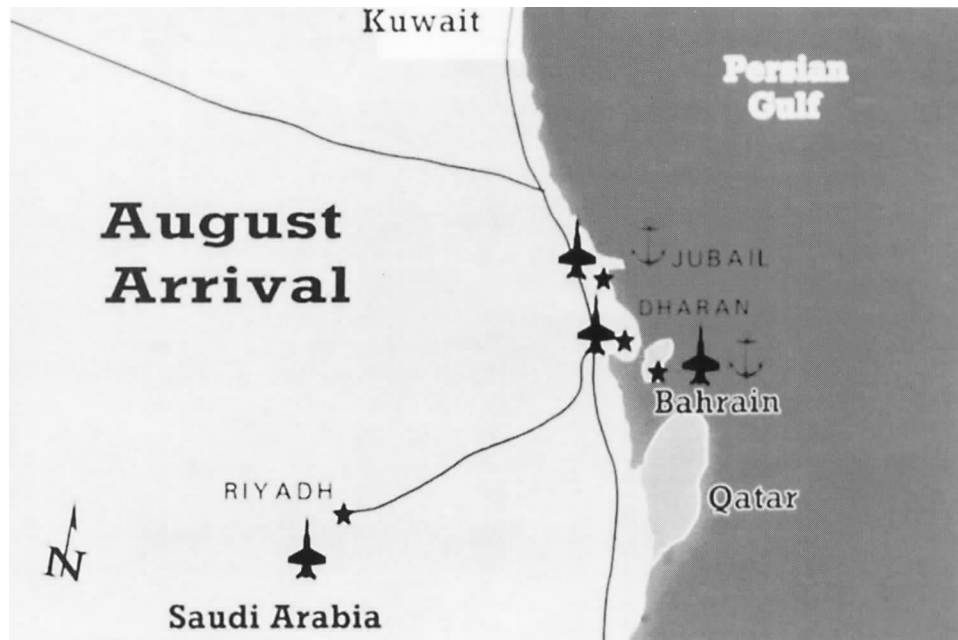 Kuwait
Persian
Gulf
August
Arrival
JUBAIL
DHARAN
Bahrain
RIYADH
Qatar
N
Saudi Arabia